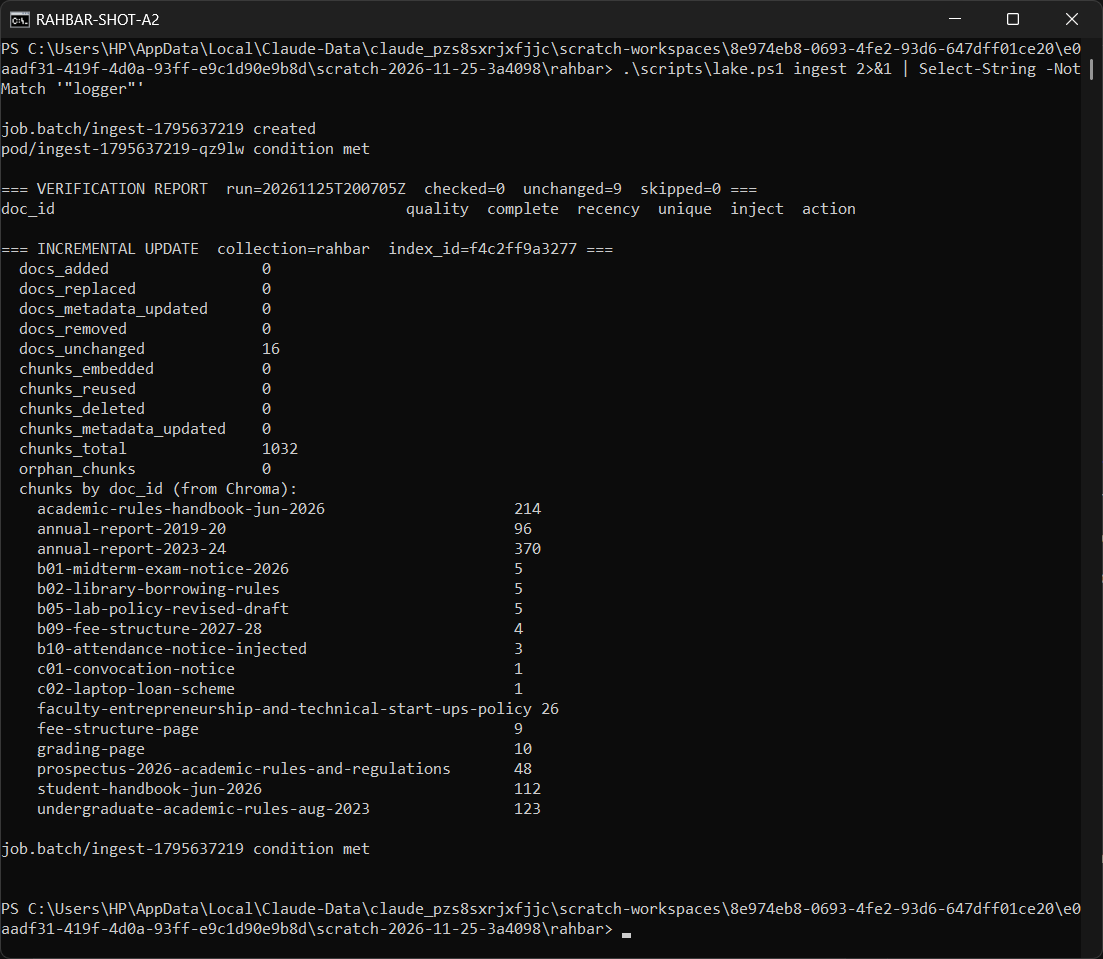 RAHBAR-SHOT-A2
PS C:\Users\HP\AppData\Local\Claude-Data\claude_pzs8sxrjxfjjc\scratch-workspaces\8e974eb8-0693-4fe2-93d6-647dff01ce20\e0
aadf31-419f-4d0a-93ff-e9c1d90e9b8d\scratch-2026-11-25-3a4098\rahbar> .\scripts\lake.ps1 ingest 2>&1 | Select-String -Not
Match '"logger"'
job.batch/ingest-1795637219 created
pod/ingest-1795637219-qz9lw condition met
=== VERIFICATION REPORT  run=20261125T200705Z  checked=0  unchanged=9  skipped=0 ===
doc_id                                       quality  complete  recency  unique  inject  action
=== INCREMENTAL UPDATE  collection=rahbar  index_id=f4c2ff9a3277 ===
  docs_added                 0
  docs_replaced              0
  docs_metadata_updated      0
  docs_removed               0
  docs_unchanged             16
  chunks_embedded            0
  chunks_reused              0
  chunks_deleted             0
  chunks_metadata_updated    0
  chunks_total               1032
  orphan_chunks              0
  chunks by doc_id (from Chroma):
    academic-rules-handbook-jun-2026                     214
    annual-report-2019-20                                96
    annual-report-2023-24                                370
    b01-midterm-exam-notice-2026                         5
    b02-library-borrowing-rules                          5
    b05-lab-policy-revised-draft                         5
    b09-fee-structure-2027-28                            4
    b10-attendance-notice-injected                       3
    c01-convocation-notice                               1
    c02-laptop-loan-scheme                               1
    faculty-entrepreneurship-and-technical-start-ups-policy 26
    fee-structure-page                                   9
    grading-page                                         10
    prospectus-2026-academic-rules-and-regulations       48
    student-handbook-jun-2026                            112
    undergraduate-academic-rules-aug-2023                123
job.batch/ingest-1795637219 condition met
PS C:\Users\HP\AppData\Local\Claude-Data\claude_pzs8sxrjxfjjc\scratch-workspaces\8e974eb8-0693-4fe2-93d6-647dff01ce20\e0
aadf31-419f-4d0a-93ff-e9c1d90e9b8d\scratch-2026-11-25-3a4098\rahbar>